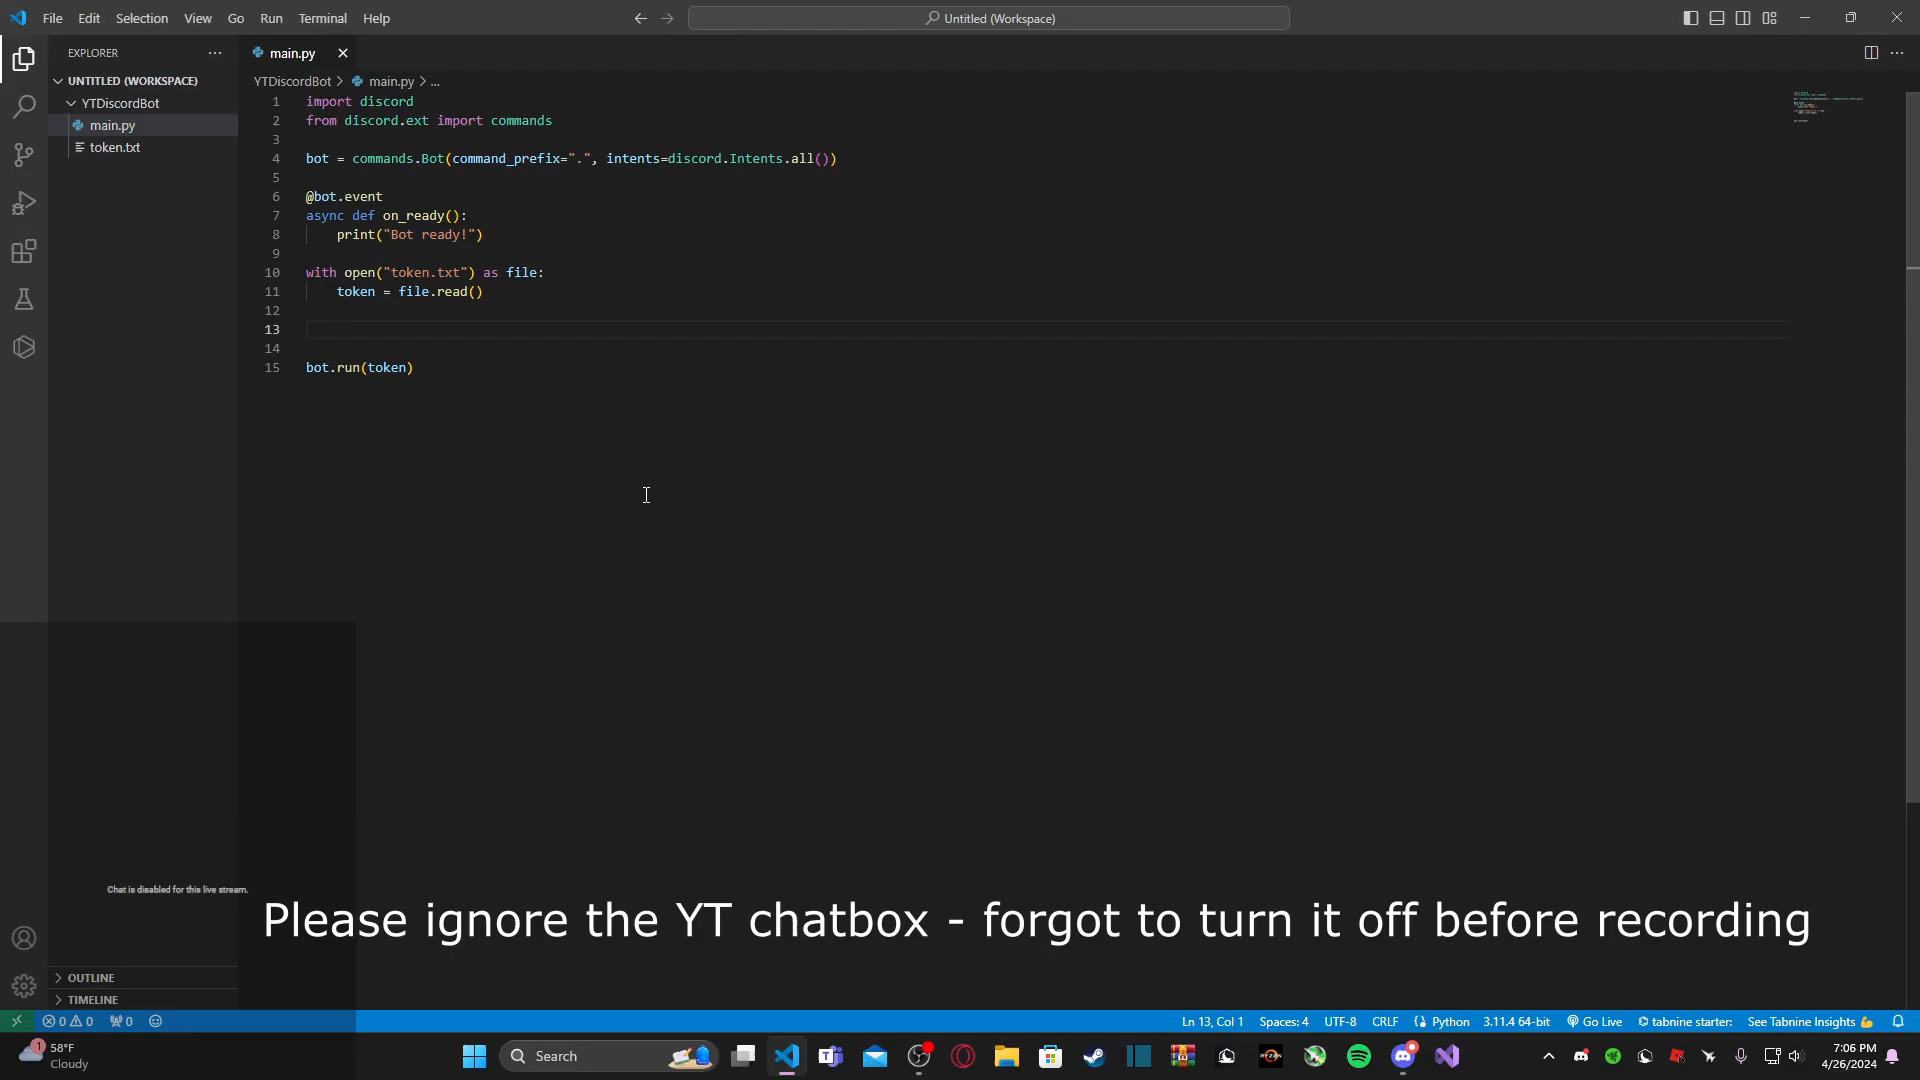 File Edit Selection View Go Run Terminal Help
Untitled (Workspace)
EXPLORER
main.py
UNTITLED (WORKSPACE)
YTDiscordBot
main.py
token.txt
YTDiscordBot > main.py > ...
1 import discord
2 from discord.ext import commands
3
4 bot = commands.Bot(command_prefix=".", intents=discord.Intents.all())
5
6 @bot.event
7 async def on_ready():
8 print("Bot ready!")
9
10 with open("token.txt") as file:
11 token = file.read()
12
13
14
15 bot.run(token)
Chat is disabled for this live stream.
Please ignore the YT chatbox - forgot to turn it off before recording
OUTLINE
TIMELINE
0 0 0
Ln 13, Col 1 Spaces: 4 UTF-8 CRLF Python 3.11.4 64-bit Go Live tabnine starter: See Tabnine Insights
1
58°F
Cloudy
Search
7:06 PM
4/26/2024